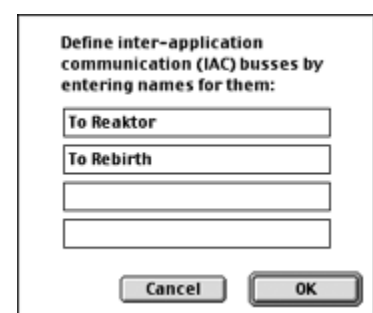 Define inter-application
communication (IAC) busses by
entering names for them:
To Reaktor
To Rebirth
Cancel OK